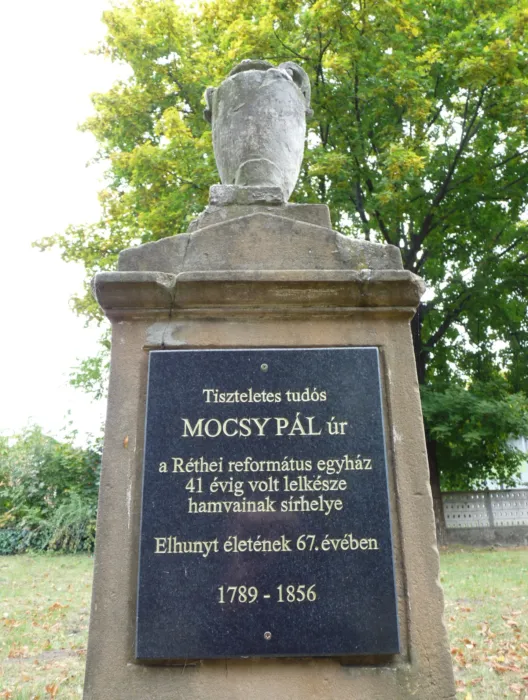 Tiszteletes tudós
MOCSY PÁL úr
a Réthei református egyház
41 évig volt lelkésze
hamvainak sírhelye
Elhunyt életének 67. évében
1789 - 1856